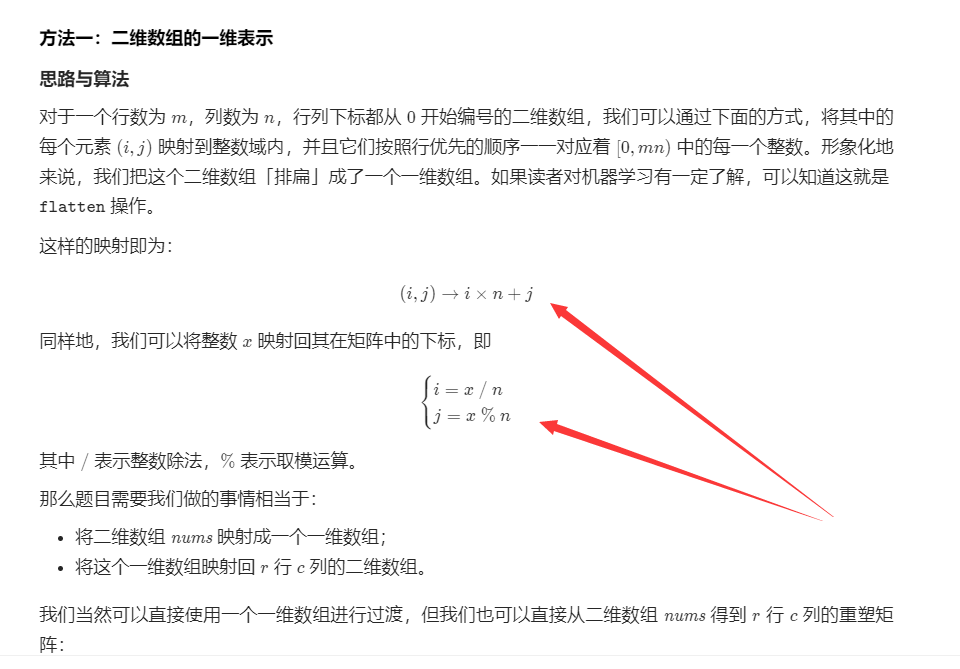 方法一：二维数组的一维表示
思路与算法
对于一个行数为 m，列数为 n，行列下标都从 0 开始编号的二维数组，我们可以通过下面的方式，将其中的
每个元素 (i, j) 映射到整数域内，并且它们按照行优先的顺序一一对应着 [0, mn) 中的每一个整数。形象化地
来说，我们把这个二维数组「排扁」成了一个一维数组。如果读者对机器学习有一定了解，可以知道这就是
flatten 操作。
这样的映射即为：
(i, j) → i × n + j
同样地，我们可以将整数 x 映射回其在矩阵中的下标，即
{ i = x / n
j = x % n
其中 / 表示整数除法，% 表示取模运算。
那么题目需要我们做的事情相当于：
• 将二维数组 nums 映射成一个一维数组；
• 将这个一维数组映射回 r 行 c 列的二维数组。
我们当然可以直接使用一个一维数组进行过渡，但我们也可以直接从二维数组 nums 得到 r 行 c 列的重塑矩
阵：